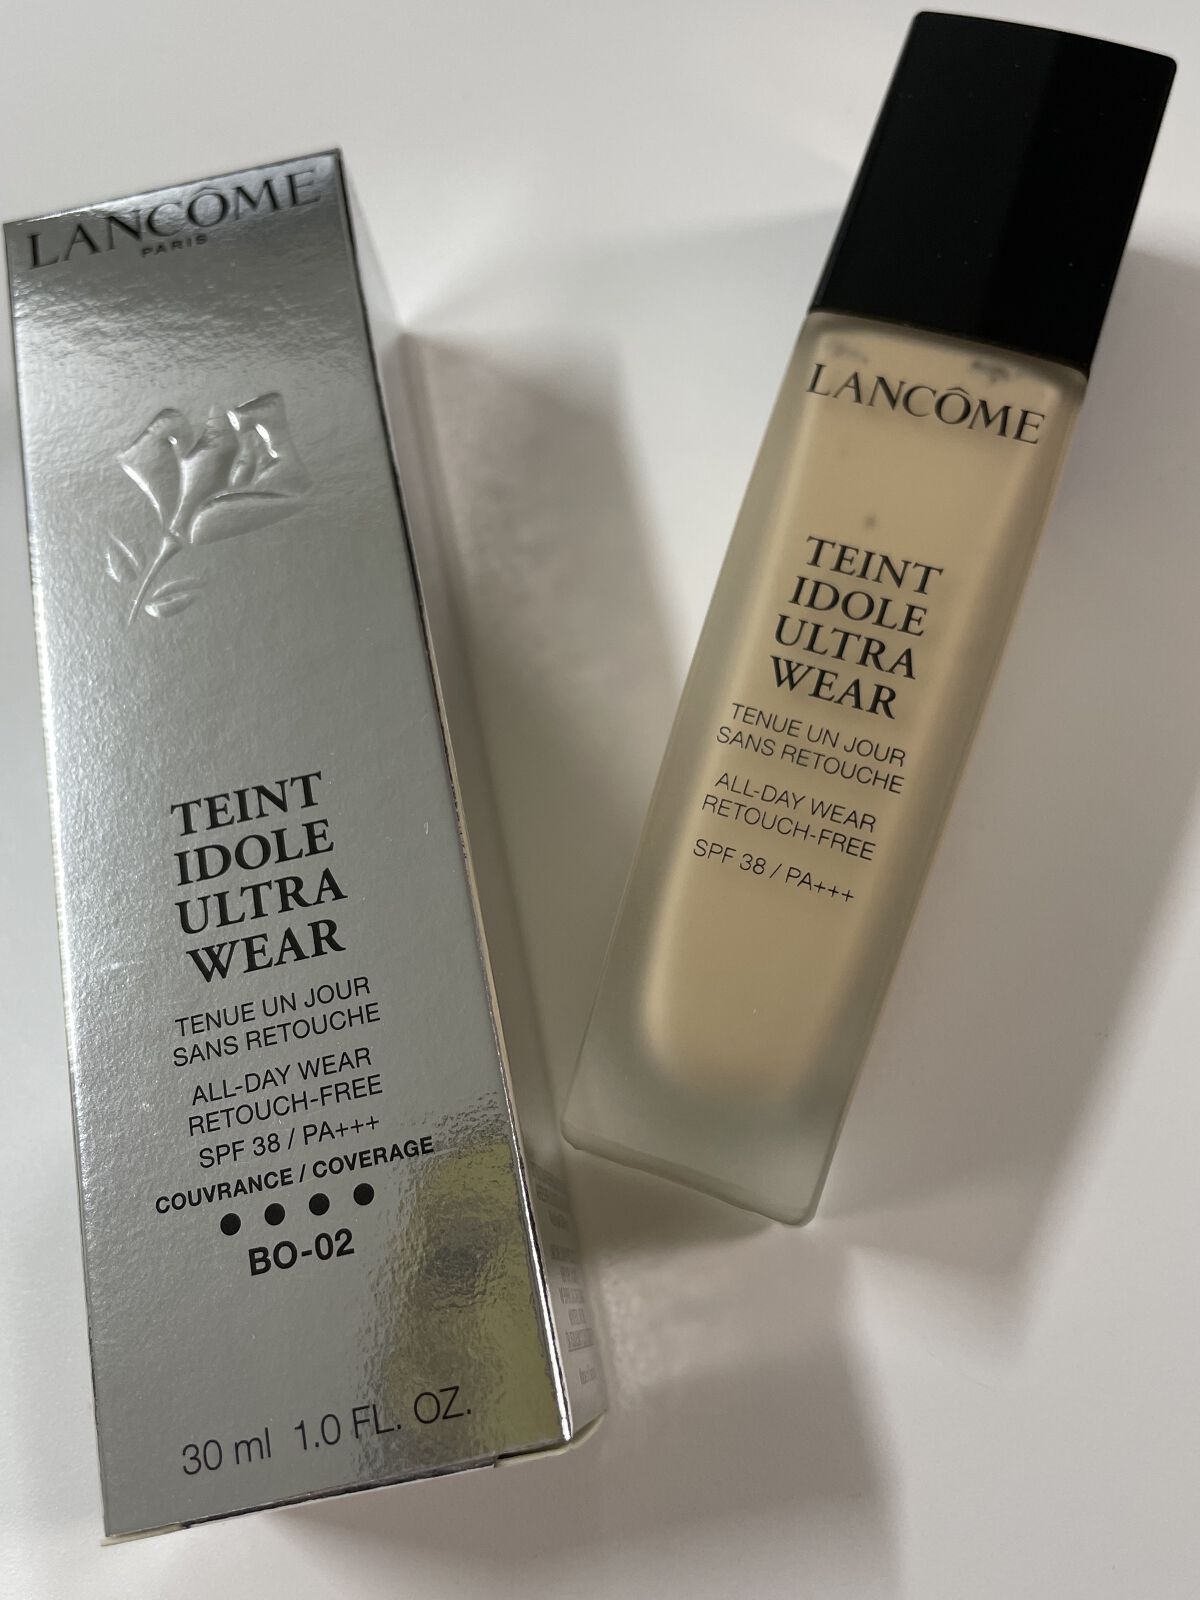 LANCÔME
PARIS
TEINT
IDOLE
ULTRA
WEAR
TENUE UN JOUR
SANS RETOUCHE
ALL-DAY WEAR
RETOUCH-FREE
SPF 38 / PA+++
COUVRANCE / COVERAGE
● ● ● ●
BO-02
30 ml 1.0 FL. OZ.
LANCÔME
TEINT
IDOLE
ULTRA
WEAR
TENUE UN JOUR
SANS RETOUCHE
ALL-DAY WEAR
RETOUCH-FREE
SPF 38 / PA+++